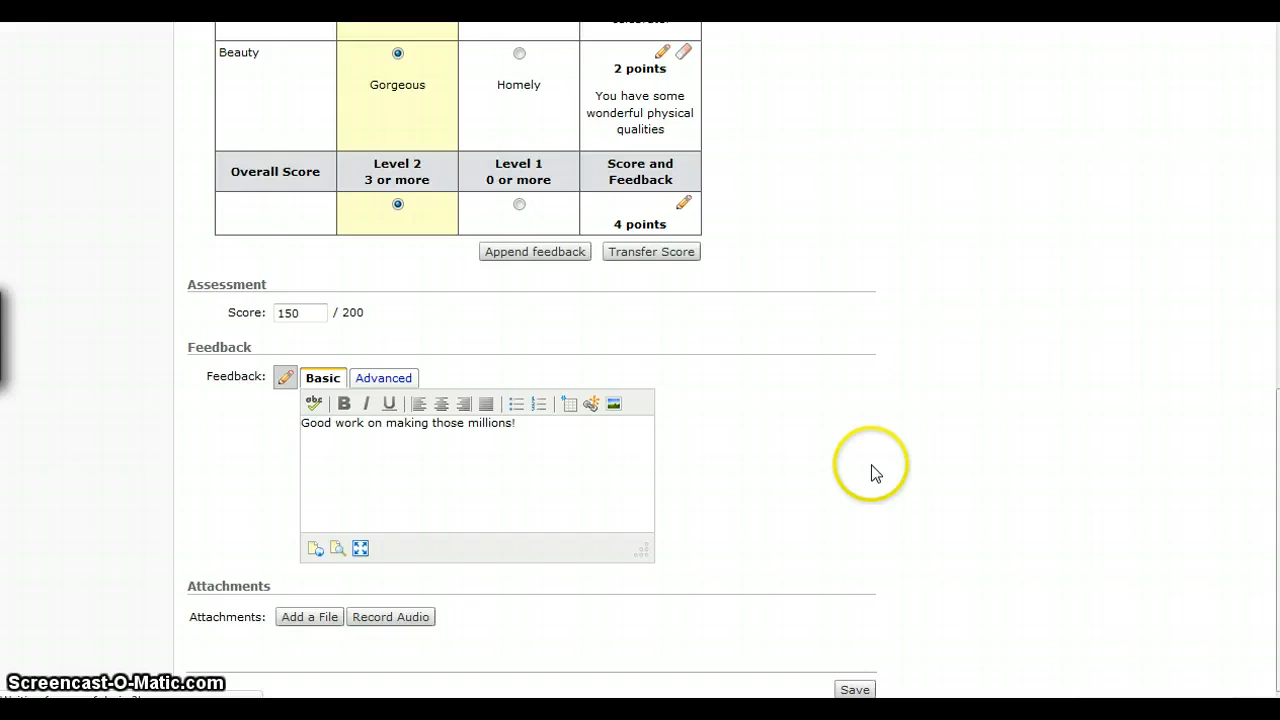 Beauty
Gorgeous
Homely
2 points
You have some
wonderful physical
qualities
Overall Score
Level 2
3 or more
Level 1
0 or more
Score and
Feedback
4 points
Append feedback
Transfer Score
Assessment
Score: 150 / 200
Feedback
Feedback: Basic Advanced
abc B I U
Good work on making those millions!
Attachments
Attachments: Add a File Record Audio
Save
Screencast-O-Matic.com